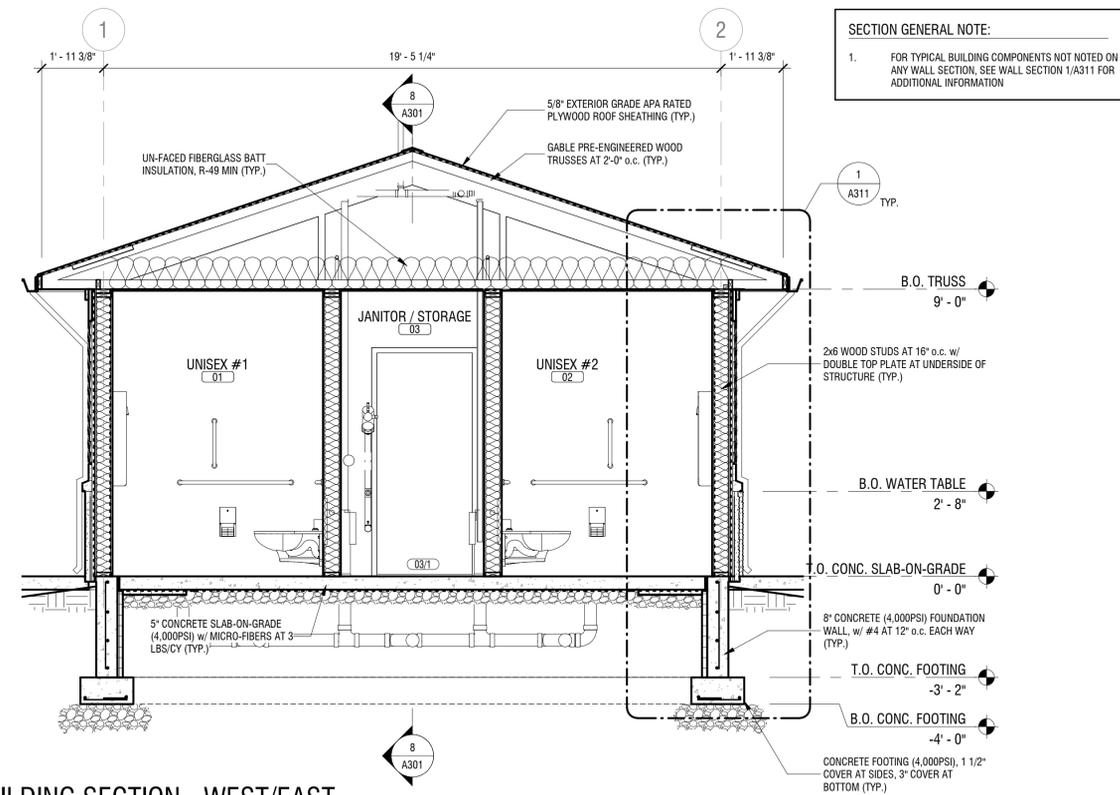 1
2
1' - 11 3/8"
19' - 5 1/4"
1' - 11 3/8"
SECTION GENERAL NOTE:
1. FOR TYPICAL BUILDING COMPONENTS NOT NOTED ON
ANY WALL SECTION, SEE WALL SECTION 1/A311 FOR
ADDITIONAL INFORMATION
8
A301
5/8" EXTERIOR GRADE APA RATED
PLYWOOD ROOF SHEATHING (TYP.)
GABLE PRE-ENGINEERED WOOD
TRUSSES AT 2'-0" o.c. (TYP.)
UN-FACED FIBERGLASS BATT
INSULATION, R-49 MIN (TYP.)
1
A311
TYP.
B.O. TRUSS
9' - 0"
JANITOR / STORAGE
03
UNISEX #1
01
UNISEX #2
02
2x6 WOOD STUDS AT 16" o.c. w/
DOUBLE TOP PLATE AT UNDERSIDE OF
STRUCTURE (TYP.)
B.O. WATER TABLE
2' - 8"
03/1
T.O. CONC. SLAB-ON-GRADE
0' - 0"
5" CONCRETE SLAB-ON-GRADE
(4,000PSI) w/ MICRO-FIBERS AT 3
LBS/CY (TYP.)
8" CONCRETE (4,000PSI) FOUNDATION
WALL, w/ #4 AT 12" o.c. EACH WAY
(TYP.)
T.O. CONC. FOOTING
-3' - 2"
B.O. CONC. FOOTING
-4' - 0"
8
A301
CONCRETE FOOTING (4,000PSI), 1 1/2"
COVER AT SIDES, 3" COVER AT
BOTTOM (TYP.)
ILDING SECTION - WEST/EAST